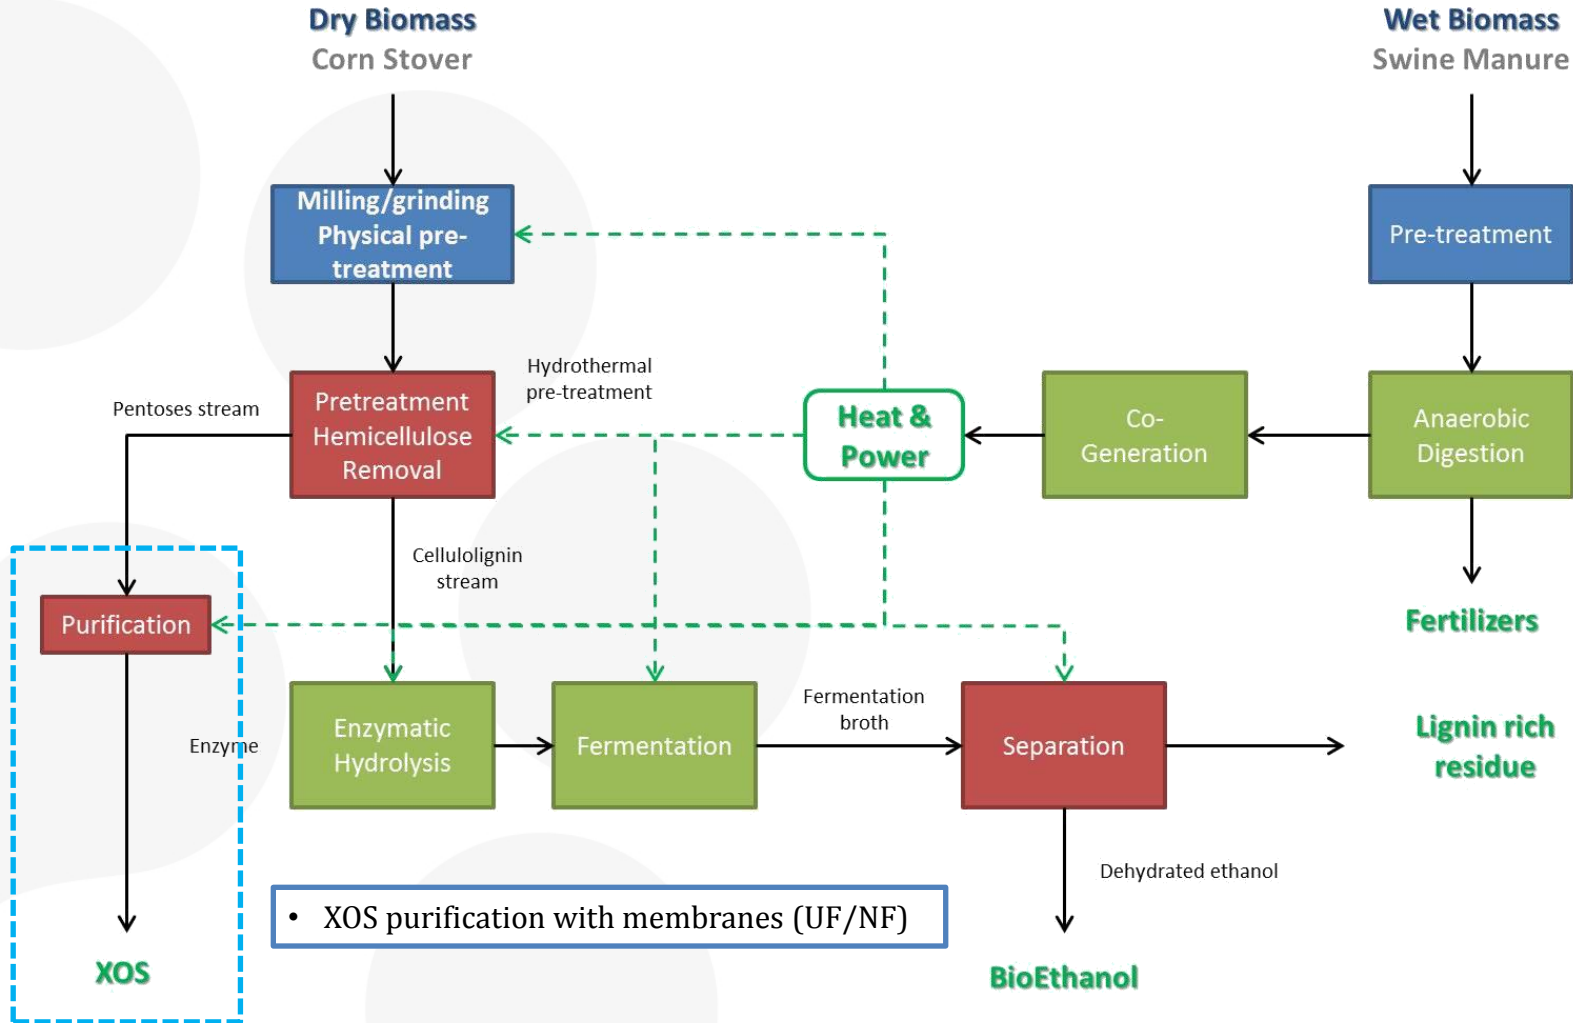 Dry Biomass
Corn Stover
Wet Biomass
Swine Manure
Milling/grinding
Physical pre-
treatment
Pre-treatment
Hydrothermal
pre-treatment
Pentoses stream
Pretreatment
Hemicellulose
Removal
Heat &
Power
Co-
Generation
Anaerobic
Digestion
Cellulolignin
stream
Purification
Fertilizers
Enzyme
Enzymatic
Hydrolysis
Fermentation
Fermentation
broth
Separation
Lignin rich
residue
Dehydrated ethanol
• XOS purification with membranes (UF/NF)
XOS
BioEthanol